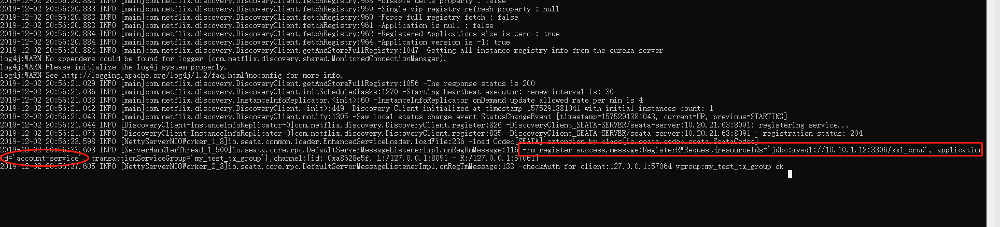 2019-12-02 20:56:20.882 INFO [main]com.netflix.discovery.DiscoveryClient.fetchRegistry:958 -Disable delta property : false
2019-12-02 20:56:20.883 INFO [main]com.netflix.discovery.DiscoveryClient.fetchRegistry:959 -Single vip registry refresh property : null
2019-12-02 20:56:20.883 INFO [main]com.netflix.discovery.DiscoveryClient.fetchRegistry:960 -Force full registry fetch : false
2019-12-02 20:56:20.883 INFO [main]com.netflix.discovery.DiscoveryClient.fetchRegistry:961 -Application is null : false
2019-12-02 20:56:20.884 INFO [main]com.netflix.discovery.DiscoveryClient.fetchRegistry:962 -Registered Applications size is zero : true
2019-12-02 20:56:20.884 INFO [main]com.netflix.discovery.DiscoveryClient.fetchRegistry:964 -Application version is -1: true
2019-12-02 20:56:20.884 INFO [main]com.netflix.discovery.DiscoveryClient.getAndStoreFullRegistry:1047 -Getting all instance registry info from the eureka server
log4j:WARN No appenders could be found for logger (com.netflix.discovery.shared.MonitoredConnectionManager).
log4j:WARN Please initialize the log4j system properly.
log4j:WARN See http://logging.apache.org/log4j/1.2/faq.html#noconfig for more info.
2019-12-02 20:56:21.029 INFO [main]com.netflix.discovery.DiscoveryClient.getAndStoreFullRegistry:1056 -The response status is 200
2019-12-02 20:56:21.036 INFO [main]com.netflix.discovery.DiscoveryClient.initScheduledTasks:1270 -Starting heartbeat executor: renew interval is: 30
2019-12-02 20:56:21.038 INFO [main]com.netflix.discovery.InstanceInfoReplicator.<init>:60 -InstanceInfoReplicator onDemand update allowed rate per min is 4
2019-12-02 20:56:21.042 INFO [main]com.netflix.discovery.DiscoveryClient.<init>:449 -Discovery Client initialized at timestamp 1575291381041 with initial instances count: 1
2019-12-02 20:56:21.043 INFO [main]com.netflix.discovery.DiscoveryClient.notify:1305 -Saw local status change event StatusChangeEvent [timestamp=1575291381043, current=UP, previous=STARTING]
2019-12-02 20:56:21.044 INFO [DiscoveryClient-InstanceInfoReplicator-0]com.netflix.discovery.DiscoveryClient.register:826 -DiscoveryClient_SEATA-SERVER/seata-server:10.20.21.63:8091: registering service...
2019-12-02 20:56:21.076 INFO [DiscoveryClient-InstanceInfoReplicator-0]com.netflix.discovery.DiscoveryClient.register:835 -DiscoveryClient_SEATA-SERVER/seata-server:10.20.21.63:8091 - registration status: 204
2019-12-02 20:56:33.598 INFO [NettyServerNIOWorker_1_8]io.seata.common.loader.EnhancedServiceLoader.loadFile:236 -load Codec[SEATA] extension by class[io.seata.codec.seata.SeataCodec]
2019-12-02 20:56:33.608 INFO [ServerHandlerThread_1_500]io.seata.core.rpc.DefaultServerMessageListenerImpl.onRegRmMessage:116 -rm register success,message:RegisterRMRequest{resourceIds='jdbc:mysql://10.10.1.12:3306/xxl_crud', application
Id='account-service' transactionServiceGroup='my_test_tx_group'},channel:[id: 0xa8628e5f, L:/127.0.0.1:8091 - R:/127.0.0.1:57061]
2019-12-02 20:56:37.605 INFO [NettyServerNIOWorker_2_8]io.seata.core.rpc.DefaultServerMessageListenerImpl.onRegTmMessage:133 -checkAuth for client:127.0.0.1:57064 vgroup:my_test_tx_group ok